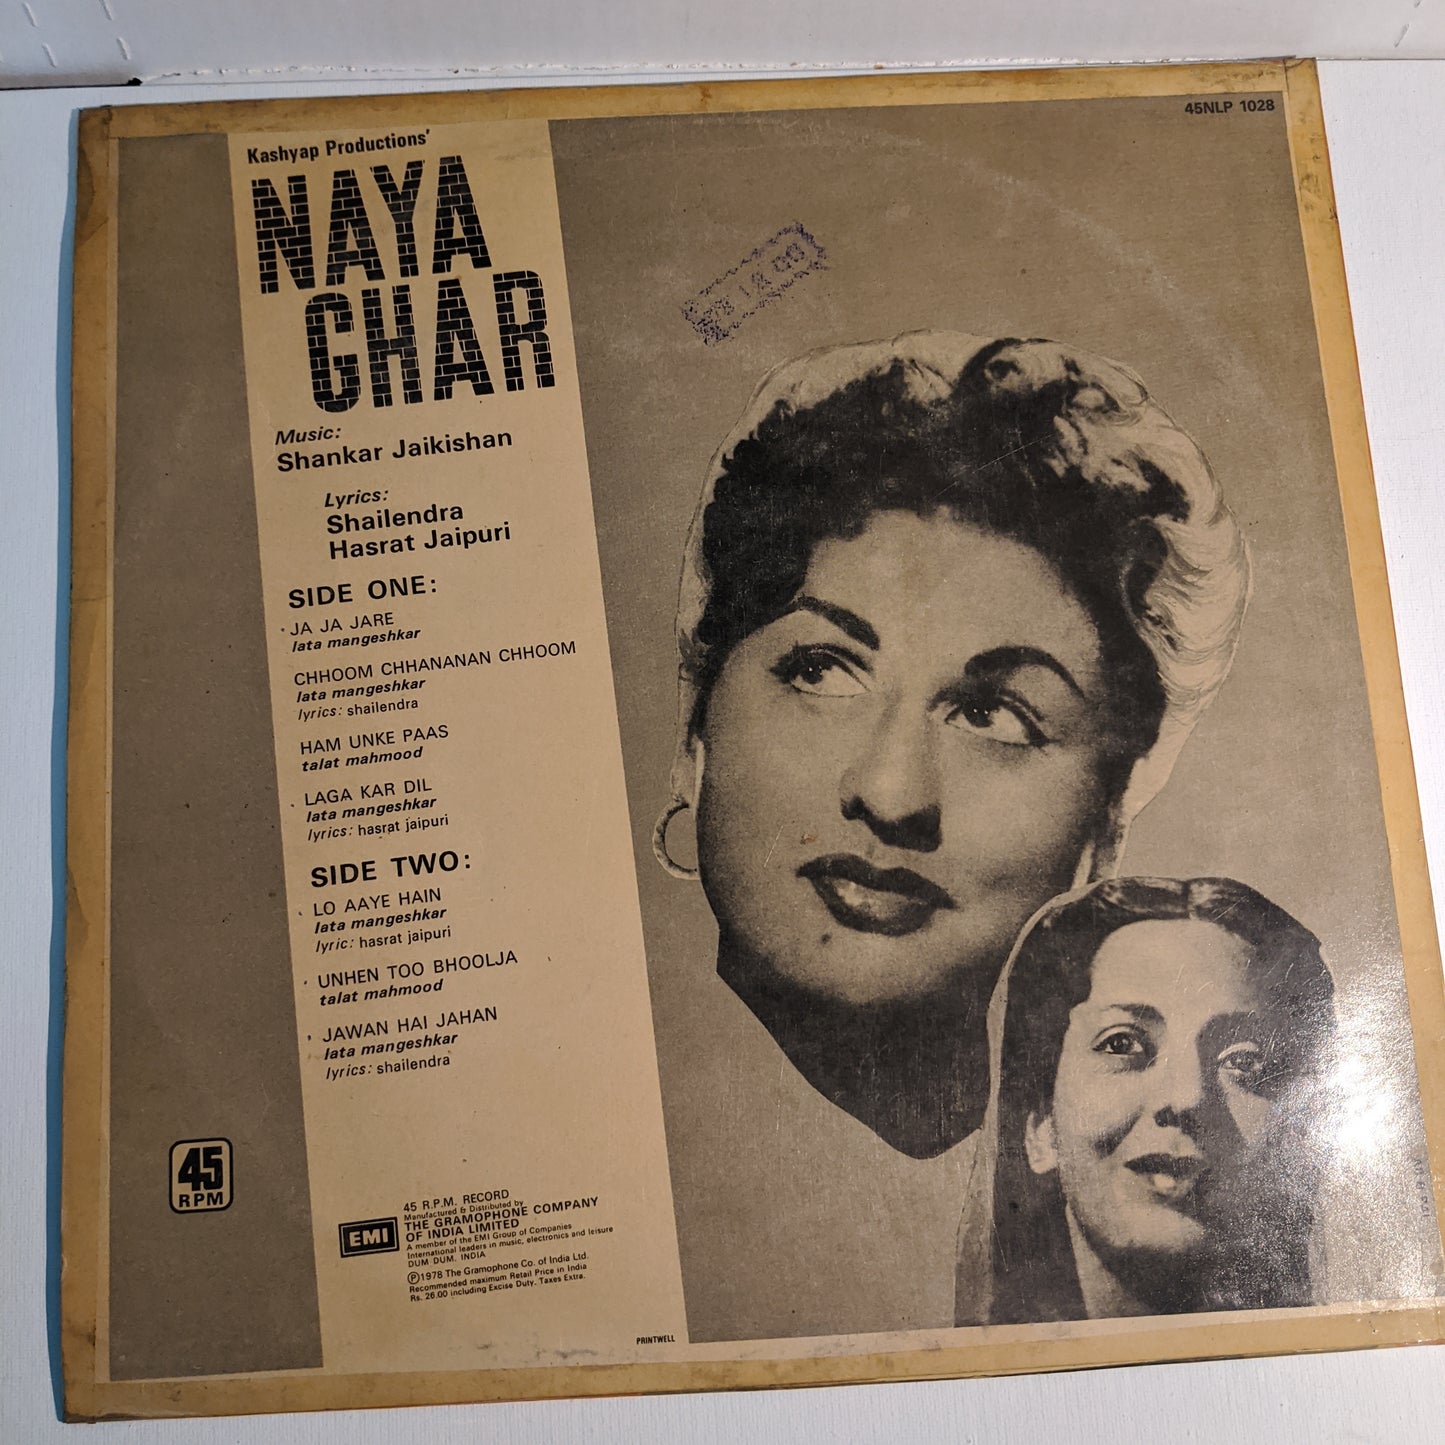 45NLP 1028
Kashyap Productions'
NAYA
GHAR
Music:
Shankar Jaikishan
Lyrics:
Shailendra
Hasrat Jaipuri
SIDE ONE:
JA JA JARE
lata mangeshkar
CHHOOM CHHANANAN CHHOOM
lata mangeshkar
lyrics: shailendra
HAM UNKE PAAS
talat mahmood
LAGA KAR DIL
lata mangeshkar
lyrics: hasrat jaipuri
SIDE TWO:
LO AAYE HAIN
lata mangeshkar
lyric: hasrat jaipuri
UNHEN TOO BHOOLJA
talat mahmood
JAWAN HAI JAHAN
lata mangeshkar
lyrics: shailendra
45
RPM
EMI
45 R.P.M. RECORD
Manufactured & Distributed by
THE GRAMOPHONE COMPANY
OF INDIA LIMITED
A member of the EMI Group of Companies
International leaders in music, electronics and leisure
DUM DUM, INDIA
Ⓟ1978 The Gramophone Co. of India Ltd.
Recommended maximum Retail Price in India
Rs. 26.00 including Excise Duty. Taxes Extra.
PRINTWELL